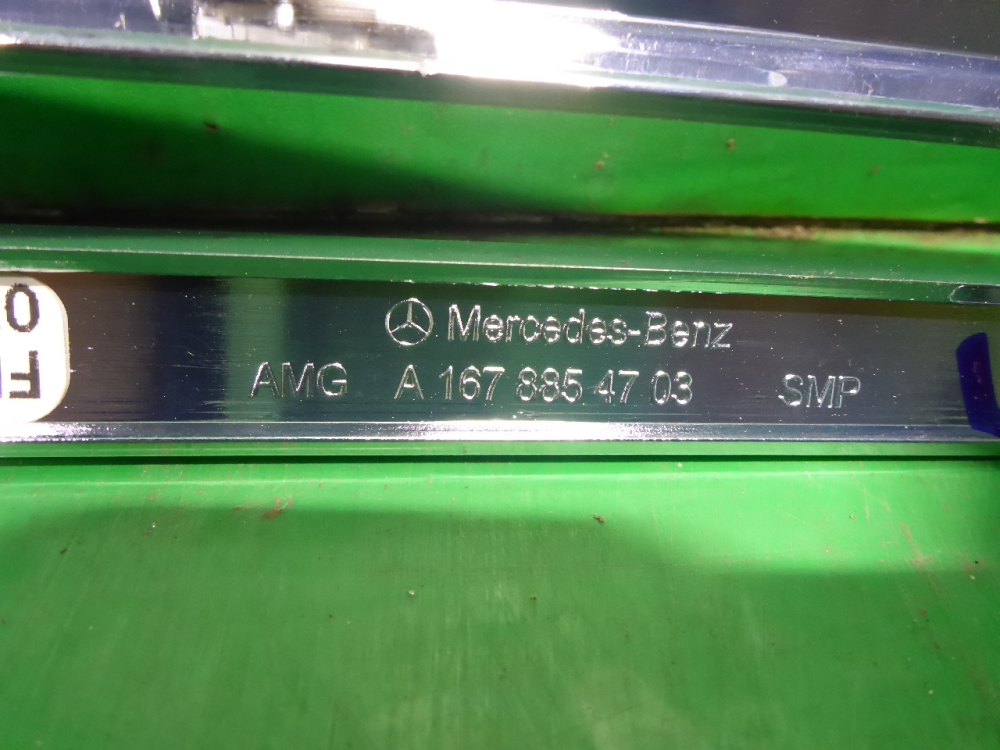 Mercedes-Benz
AMG A 167 885 47 03 SMP